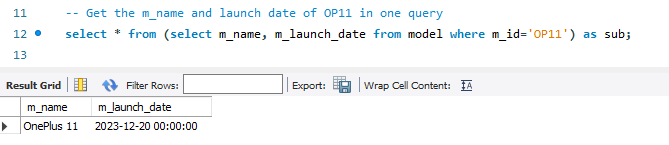 11 -- Get the m_name and launch date of OP11 in one query
12 select * from (select m_name, m_launch_date from model where m_id='OP11') as sub;
13
Result Grid Filter Rows: Export: Wrap Cell Content: IA
m_name m_launch_date
OnePlus 11 2023-12-20 00:00:00